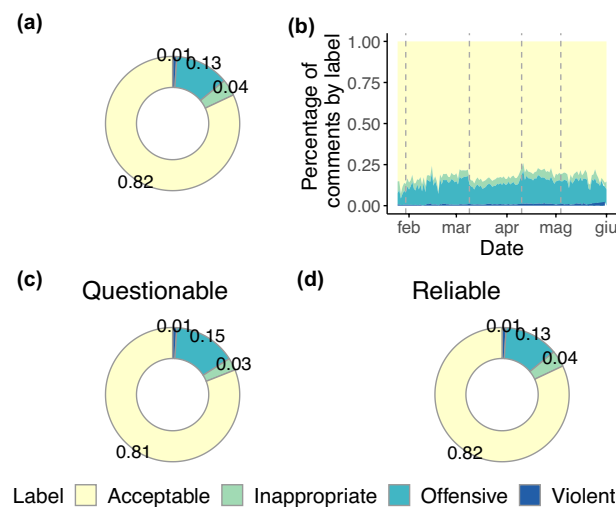 (a)
0.01
0.13
0.04
0.82
(b)
Percentage of
comments by label
1.00
0.75
0.50
0.25
0.00
feb mar apr mag giu
Date
(c)
Questionable
0.01
0.15
0.03
0.81
(d)
Reliable
0.01
0.13
0.04
0.82
Label Acceptable Inappropriate Offensive Violent